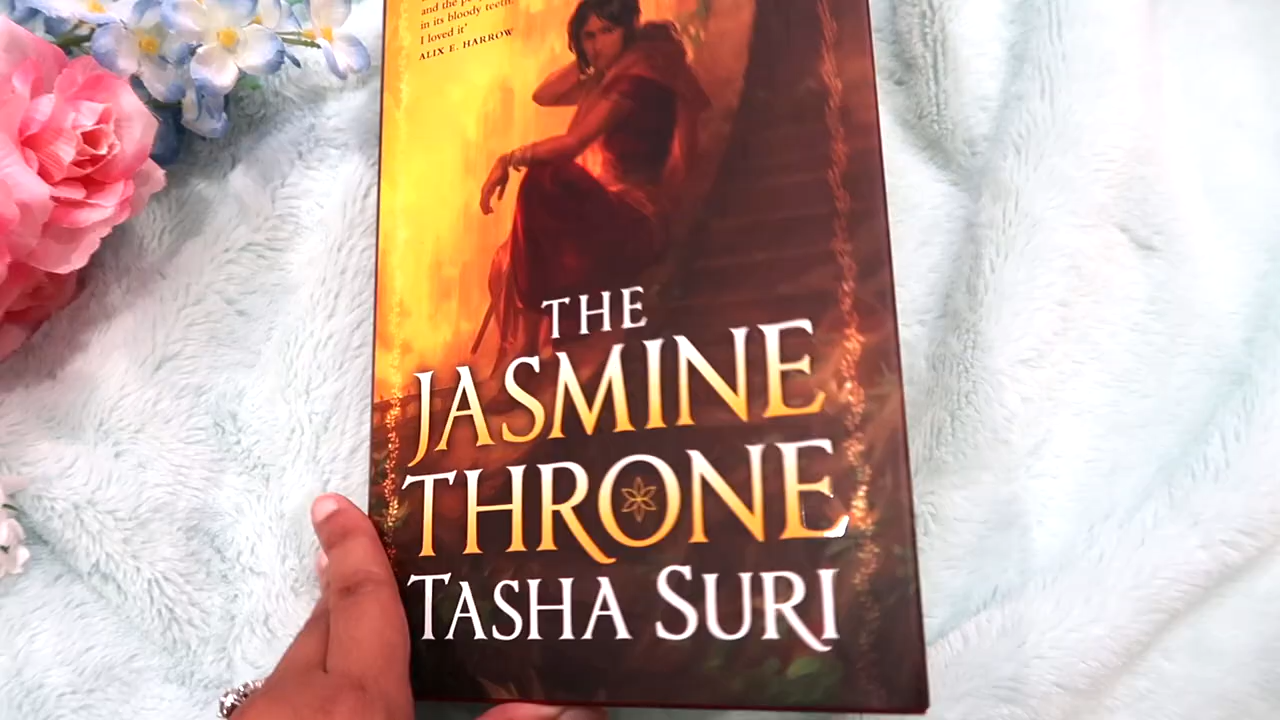 and the
in its bloody teeth.
I loved it'
ALIX E. HARROW
THE
JASMINE
THRONE
TASHA SURI